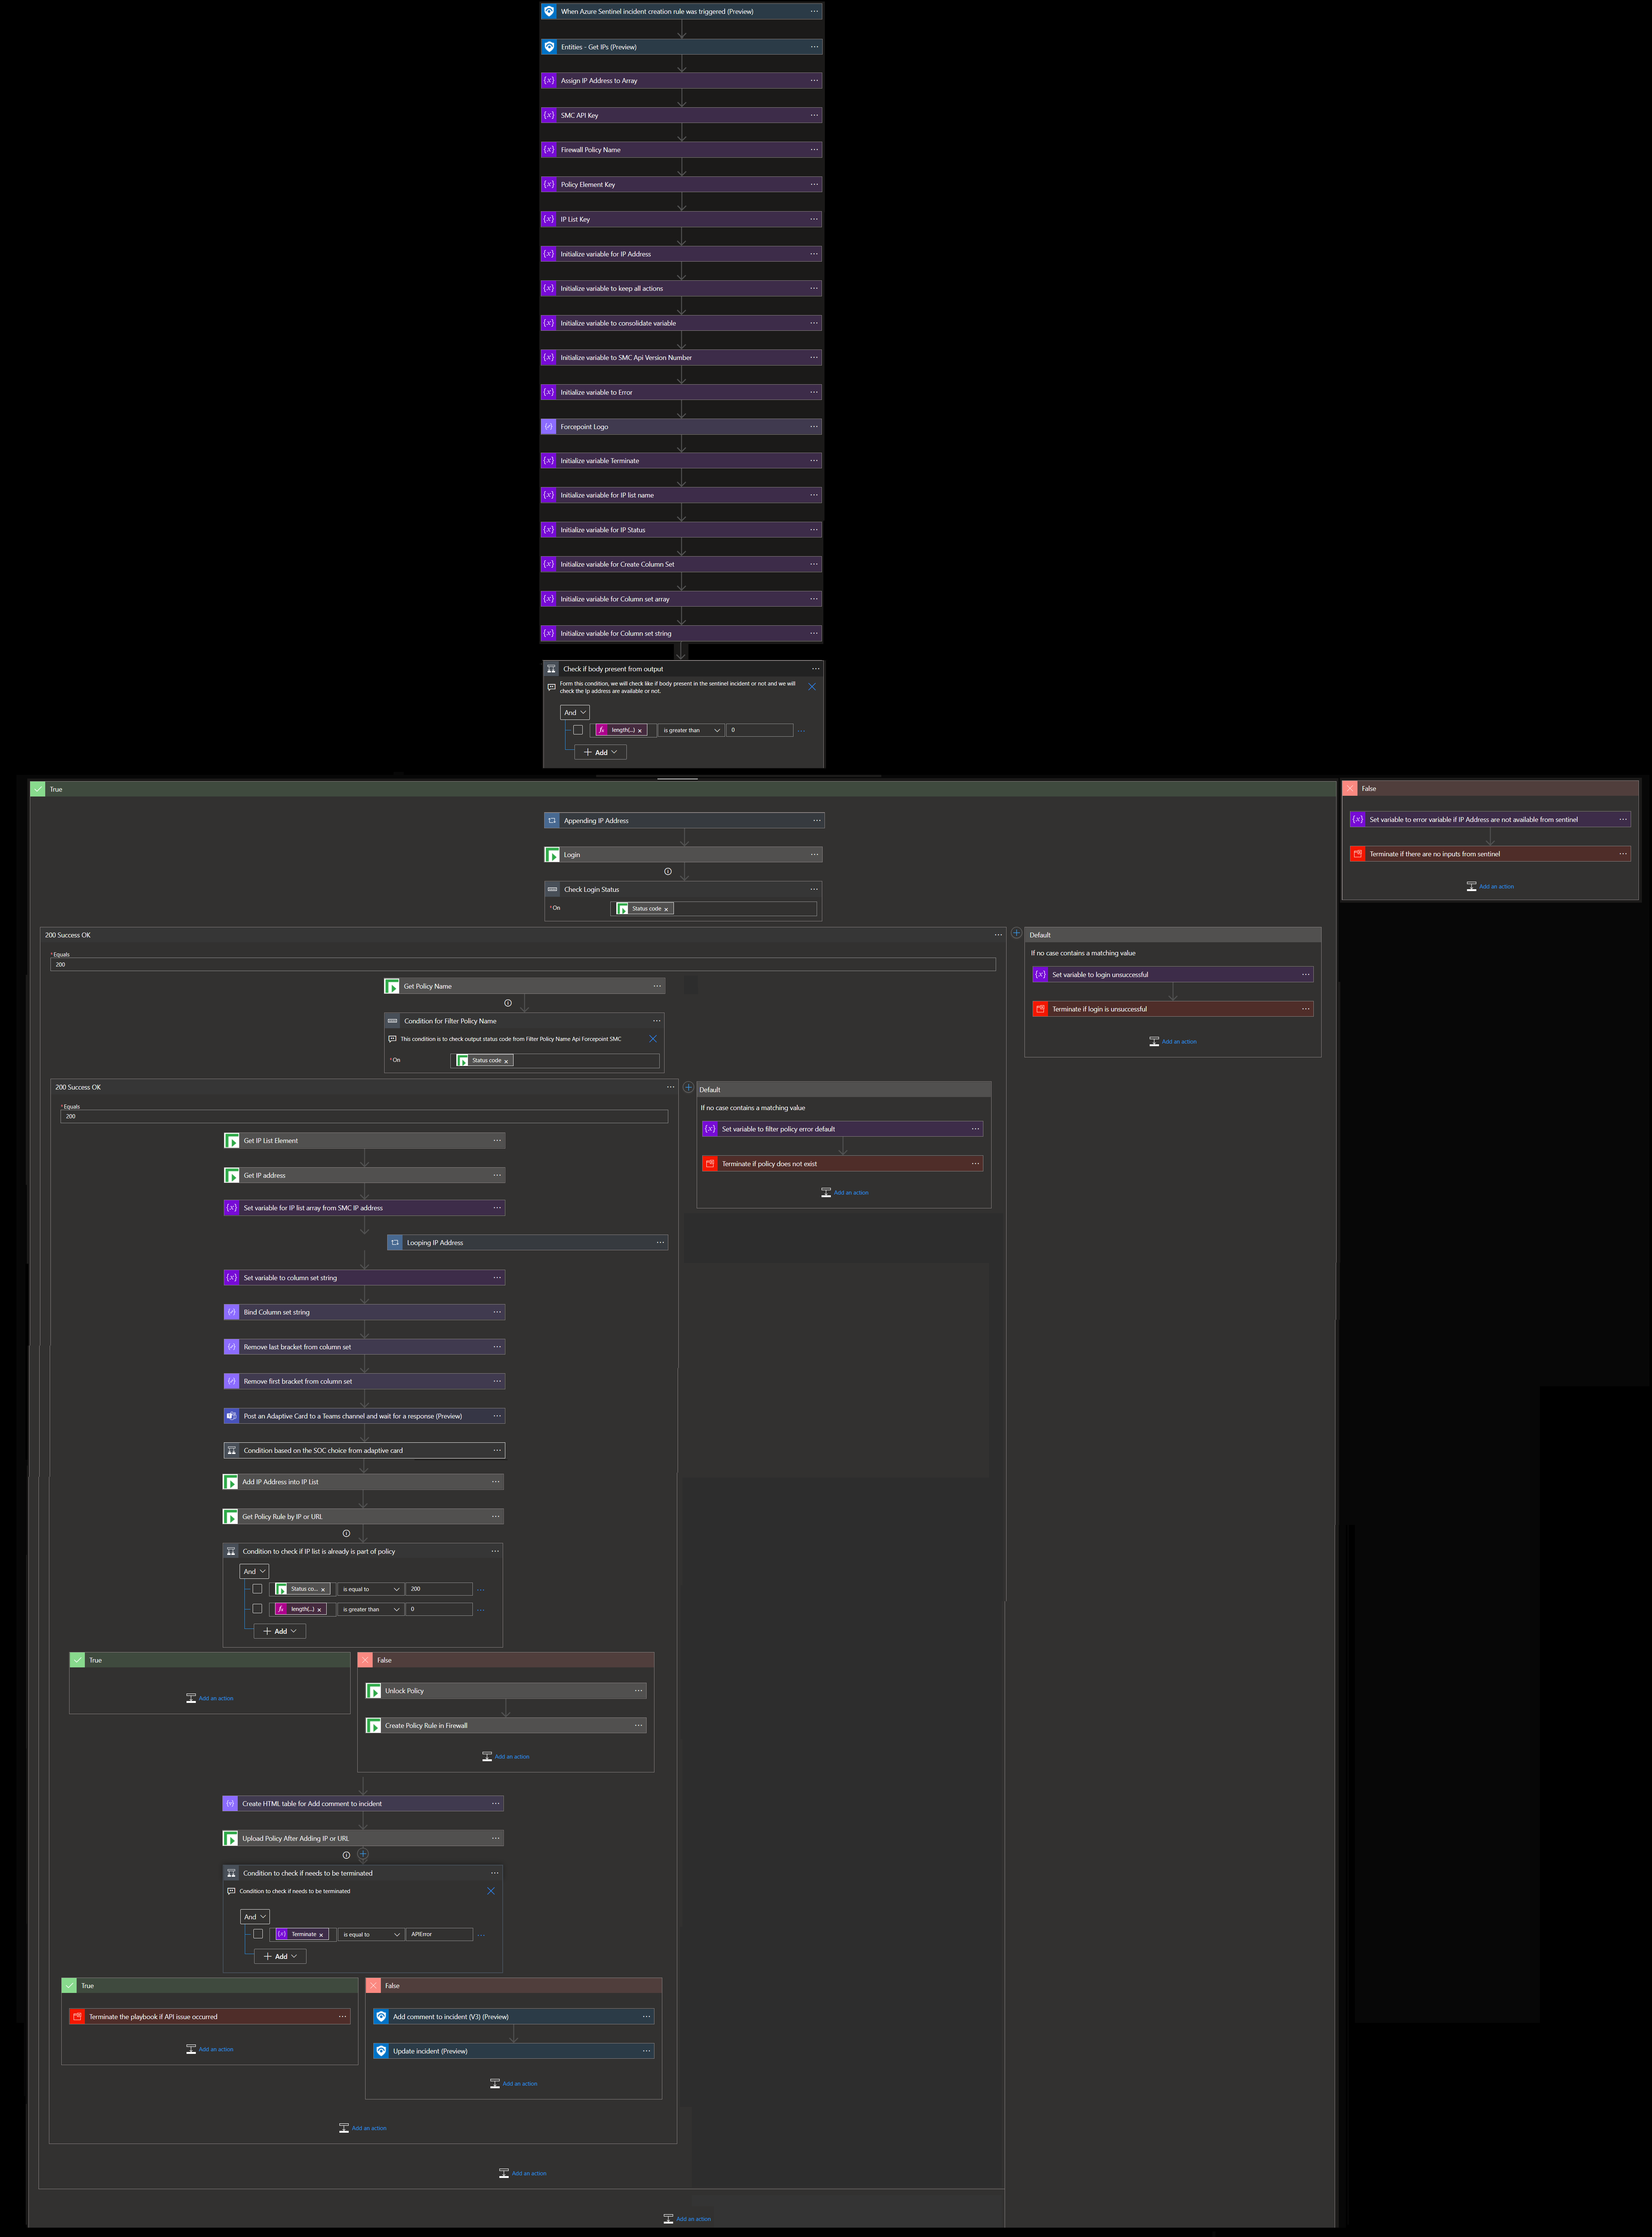 When Azure Sentinel incident creation rule was triggered (Preview)
Entities - Get IPs (Preview)
Assign IP Address to Array
SMC API Key
Firewall Policy Name
Policy Element Key
IP List Key
Initialize variable for IP Address
Initialize variable to keep all actions
Initialize variable to consolidate variable
Initialize variable to SMC Api Version Number
Initialize variable to Error
Forcepoint Logo
Initialize variable Terminate
Initialize variable for IP list name
Initialize variable for IP Status
Initialize variable for Create Column Set
Initialize variable for Column set array
Initialize variable for Column set string
Check if body present from output
Form this condition, we will check like if body present in the sentinel incident or not and we will
check the Ip address are available or not.
And
length(...) is greater than 0
Add
True
False
Appending IP Address
Set variable to error variable if IP Address are not available from sentinel
Login
Terminate if there are no inputs from sentinel
Add an action
Check Login Status
*On Status code
200 Success OK
Default
*Equals
200
If no case contains a matching value
Set variable to login unsuccessful
Get Policy Name
Terminate if login is unsuccessful
Add an action
Condition for Filter Policy Name
This condition is to check output status code from Filter Policy Name Api Forcepoint SMC
*On Status code
200 Success OK
Default
*Equals
200
If no case contains a matching value
Set variable to filter policy error default
Get IP List Element
Terminate if policy does not exist
Get IP address
Add an action
Set variable for IP list array from SMC IP address
Looping IP Address
Set variable to column set string
Bind Column set string
Remove last bracket from column set
Remove first bracket from column set
Post an Adaptive Card to a Teams channel and wait for a response (Preview)
Condition based on the SOC choice from adaptive card
Add IP Address into IP List
Get Policy Rule by IP or URL
Condition to check if IP list is already is part of policy
And
Status co... is equal to 200
length(...) is greater than 0
Add
True
False
Unlock Policy
Add an action
Create Policy Rule in Firewall
Add an action
Create HTML table for Add comment to incident
Upload Policy After Adding IP or URL
Condition to check if needs to be terminated
Condition to check if needs to be terminated
And
Terminate is equal to APIError
Add
True
False
Terminate the playbook if API issue occurred
Add comment to incident (V3) (Preview)
Add an action
Update incident (Preview)
Add an action
Add an action
Add an action
Add an action